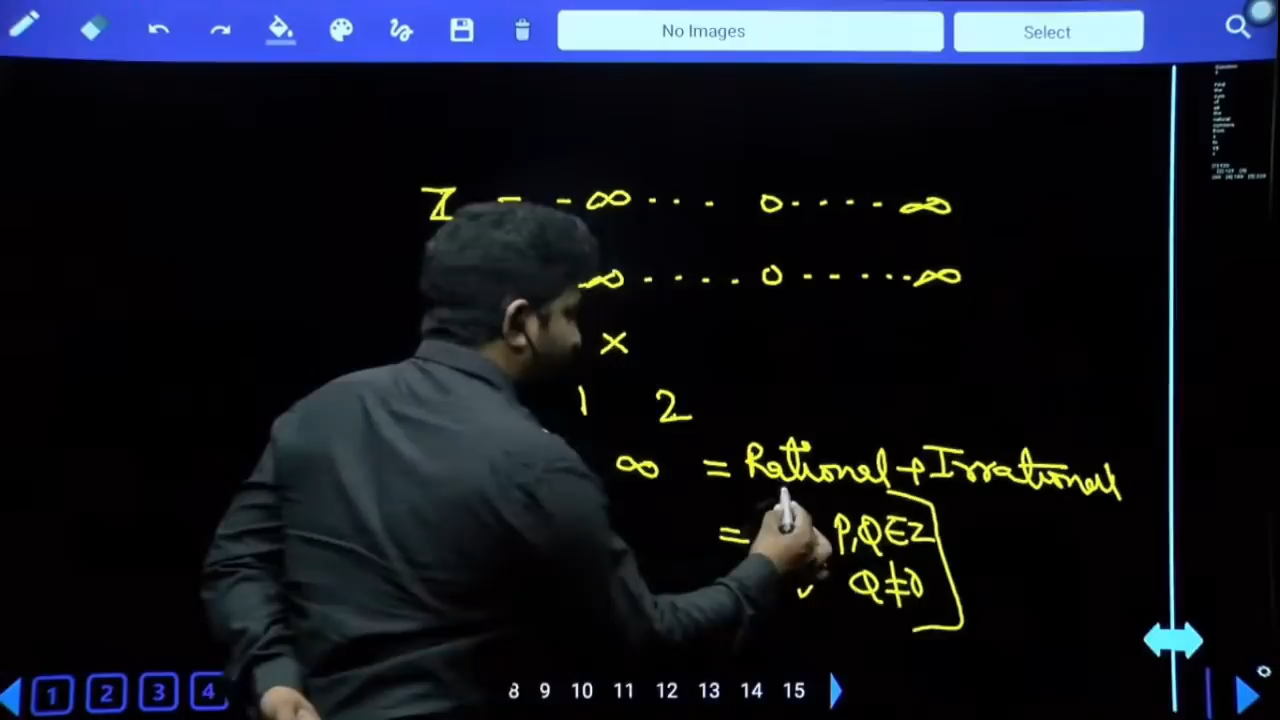 No Images Select
Z = -∞ ... 0 .... ∞
∞ ..... 0 ..... ∞
×
1 2
∞ = Rational + Irrational
= P,Q∈Z
✓ Q≠0
1 2 3 4 8 9 10 11 12 13 14 15